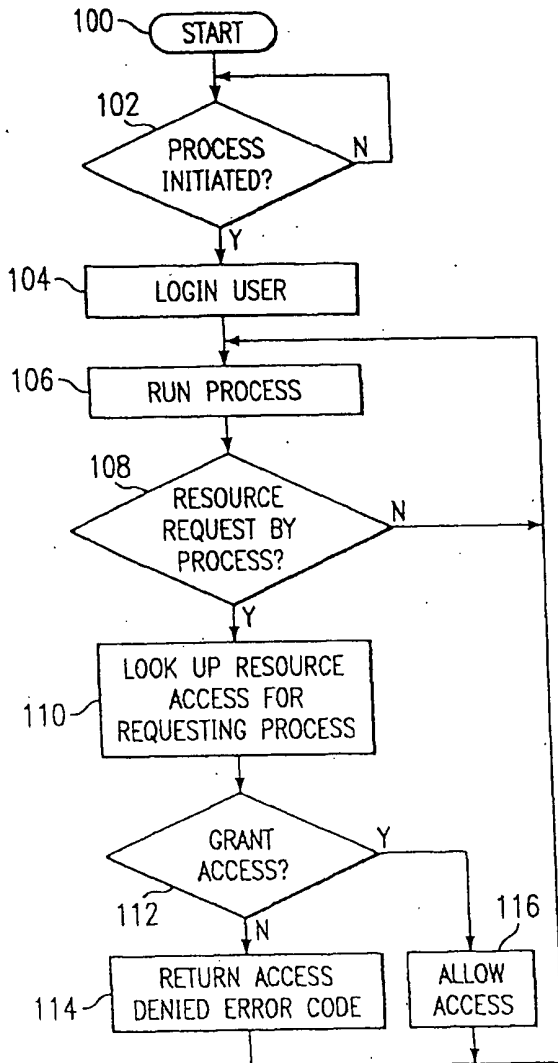 100
START
102
PROCESS
INITIATED?
N
Y
104
LOGIN USER
106
RUN PROCESS
108
RESOURCE
REQUEST BY
PROCESS?
N
Y
110
LOOK UP RESOURCE
ACCESS FOR
REQUESTING PROCESS
GRANT
ACCESS?
Y
112
N
116
114
RETURN ACCESS
DENIED ERROR CODE
ALLOW
ACCESS